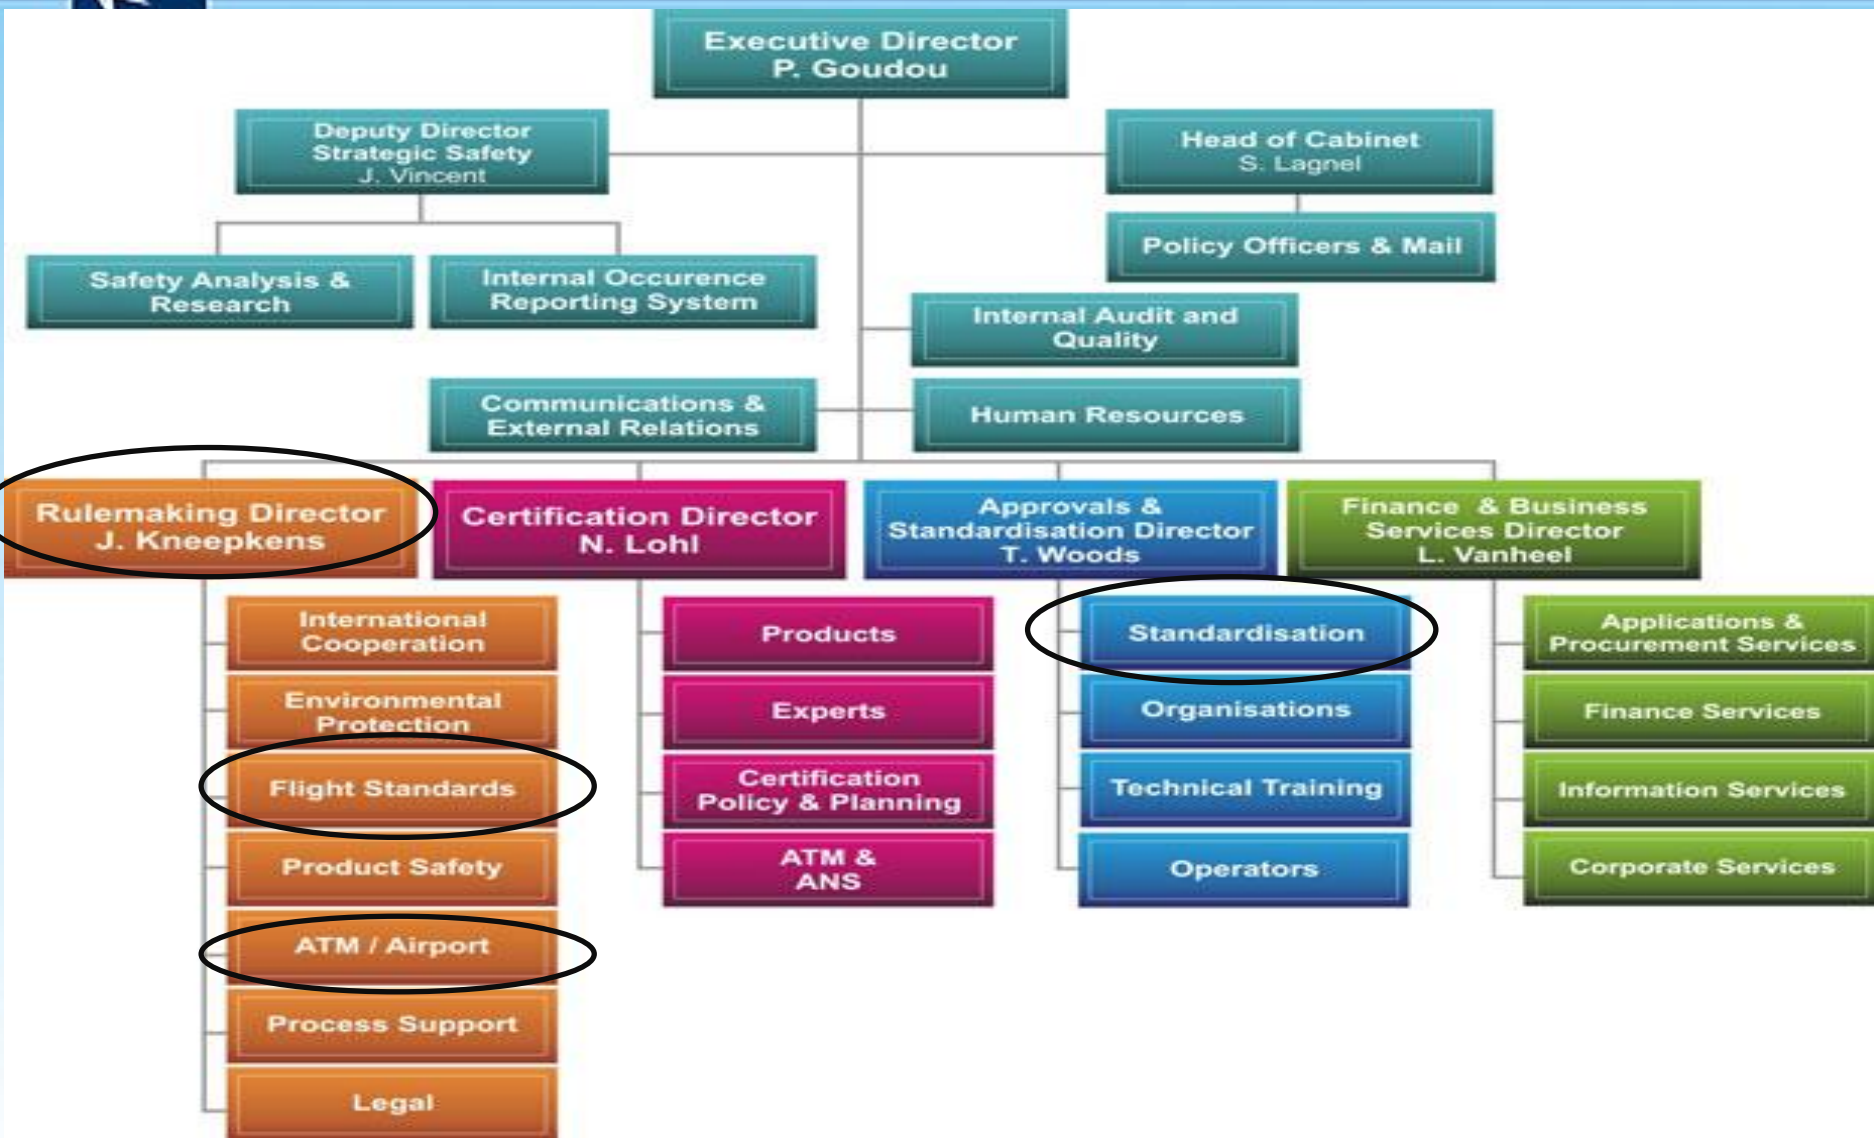 Executive Director
P. Goudou
Deputy Director
Strategic Safety
J. Vincent
Head of Cabinet
S. Lagnel
Policy Officers & Mail
Safety Analysis &
Research
Internal Occurence
Reporting System
Internal Audit and
Quality
Communications &
External Relations
Human Resources
Rulemaking Director
J. Kneepkens
Certification Director
N. Lohl
Approvals &
Standardisation Director
T. Woods
Finance & Business
Services Director
L. Vanheel
International
Cooperation
Environmental
Protection
Flight Standards
Product Safety
ATM / Airport
Process Support
Legal
Products
Experts
Certification
Policy & Planning
ATM &
ANS
Standardisation
Organisations
Technical Training
Operators
Applications &
Procurement Services
Finance Services
Information Services
Corporate Services